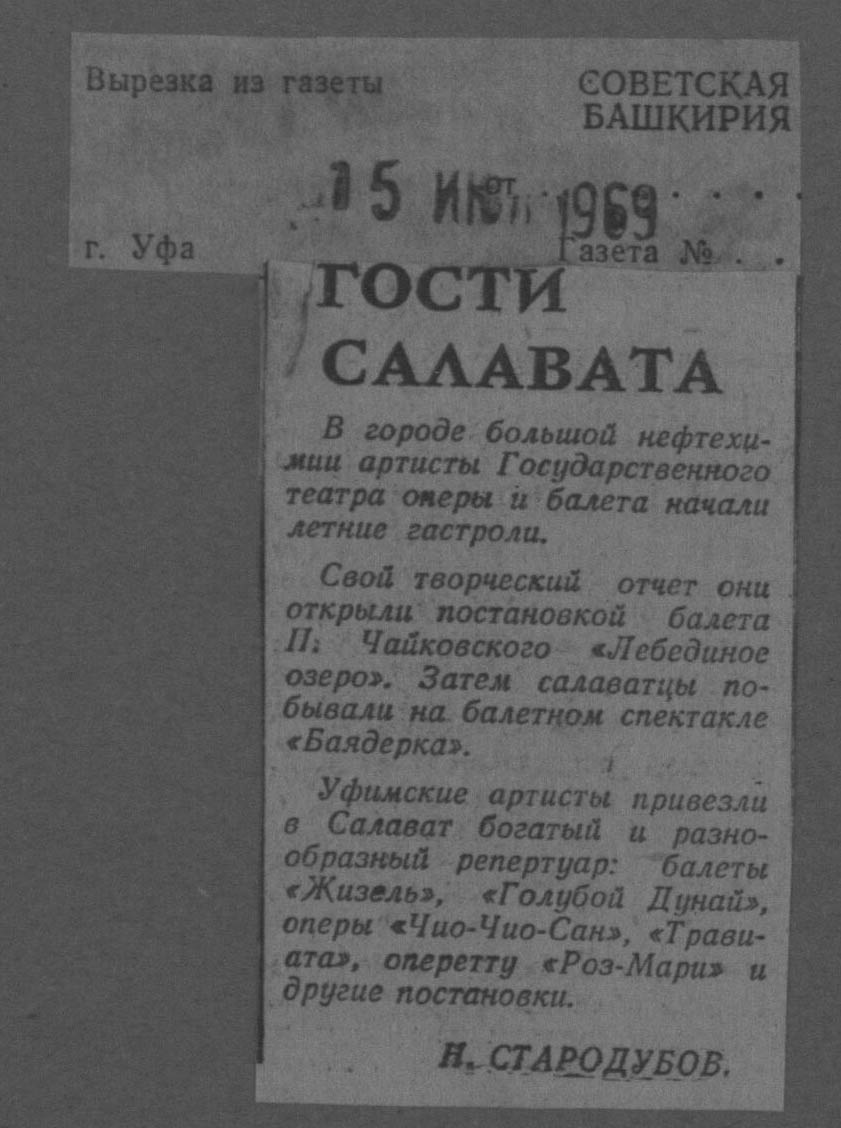 Вырезка из газеты
СОВЕТСКАЯ
БАШКИРИЯ
15 от 1969 . . . .
г. Уфа
Газета № . .
ГОСТИ
САЛАВАТА
В городе большой нефтехи-
мии артисты Государственного
театра оперы и балета начали
летние гастроли.
Свой творческий отчет они
открыли постановкой балета
П. Чайковского «Лебединое
озеро». Затем салаватцы по-
бывали на балетном спектакле
«Баядерка».
Уфимские артисты привезли
в Салават богатый и разно-
образный репертуар: балеты
«Жизель», «Голубой Дунай»,
оперы «Чио-Чио-Сан», «Трави-
ата», оперетту «Роз-Мари» и
другие постановки.
Н. СТАРОДУБОВ.